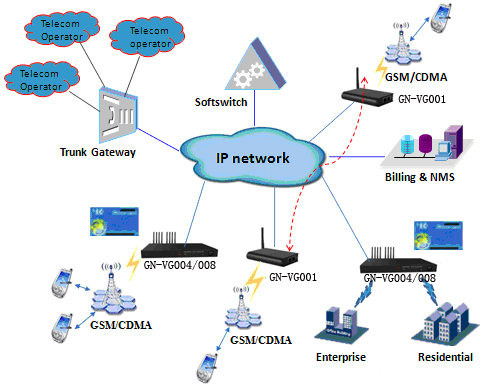 Telecom
Operator
Telecom
operator
Telecom
Operator
GSM/CDMA
Softswitch
GN-VG001
Trunk Gateway
IP network
Billing & NMS
GN-VG004/008
GN-VG001
GN-VG004/008
GSM/CDMA
GSM/CDMA
Enterprise
Residential